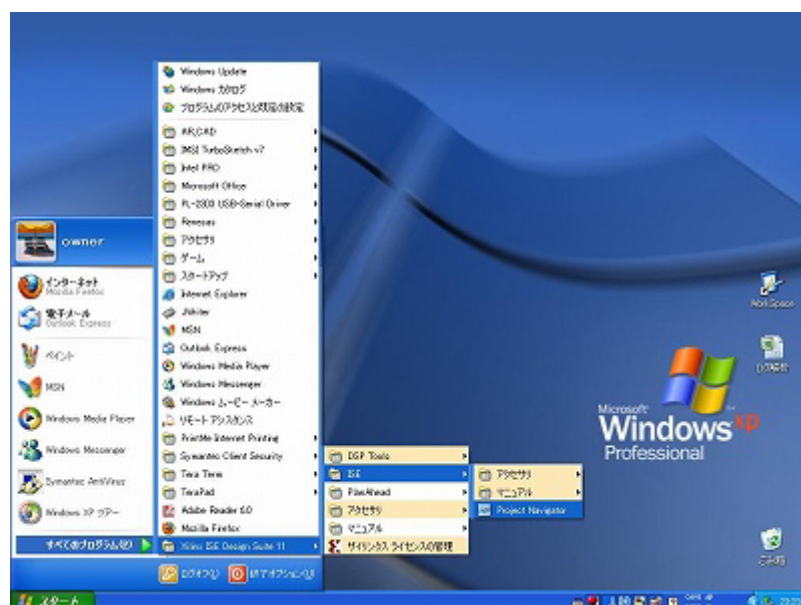 Windows Update
Windows カタログ
プログラムのアクセスと既定の設定
ARCAD
IMSI TurboSketch v7
Intel PRO
Microsoft Office
PL-2303 USB-Serial Driver
Renesas
アクセサリ
ゲーム
スタートアップ
Internet Explorer
MSN
Outlook Express
Windows Media Player
Windows Messenger
Windows ムービー メーカー
リモート アシスタンス
PrintMe Internet Printing
Symantec Client Security
Tera Term
TeraPad
Adobe Reader 6.0
Mozilla Firefox
Xilinx ISE Design Suite 11
owner
インターネット
Mozilla Firefox
電子メール
Outlook Express
ペイント
MSN
Windows Media Player
Windows Messenger
Symantec AntiVirus
Windows XP ツアー
すべてのプログラム(P)
DSP Tools
ISE
PlanAhead
アクセサリ
マニュアル
ザイリンクス ライセンスの管理
アクセサリ
マニュアル
Project Navigator
ログオフ(L)
終了オプション(U)
スタート
WorkSpace
ごみ箱
Microsoft
Windows xp
Professional